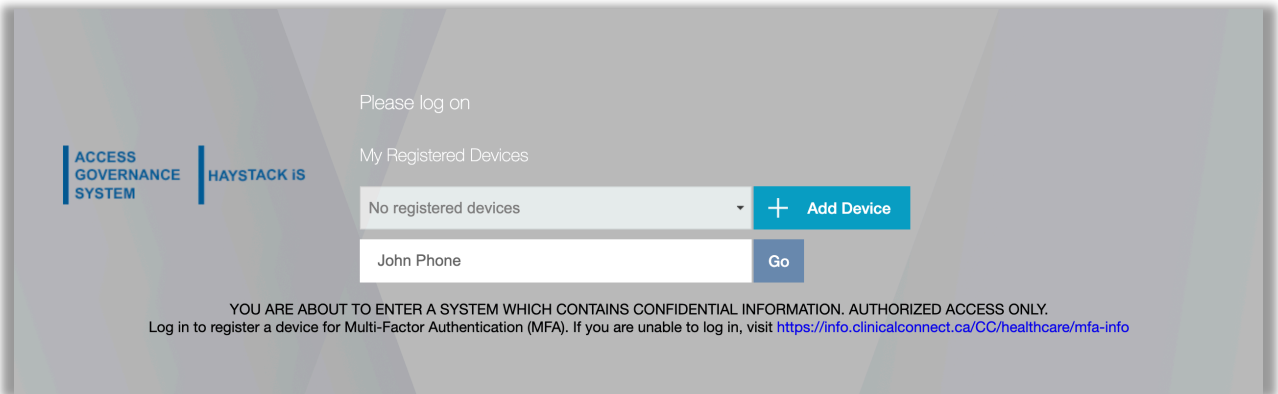 Please log on
ACCESS
GOVERNANCE
SYSTEM
HAYSTACK iS
My Registered Devices
No registered devices
Add Device
John Phone
Go
YOU ARE ABOUT TO ENTER A SYSTEM WHICH CONTAINS CONFIDENTIAL INFORMATION. AUTHORIZED ACCESS ONLY.
Log in to register a device for Multi-Factor Authentication (MFA). If you are unable to log in, visit https://info.clinicalconnect.ca/CC/healthcare/mfa-info